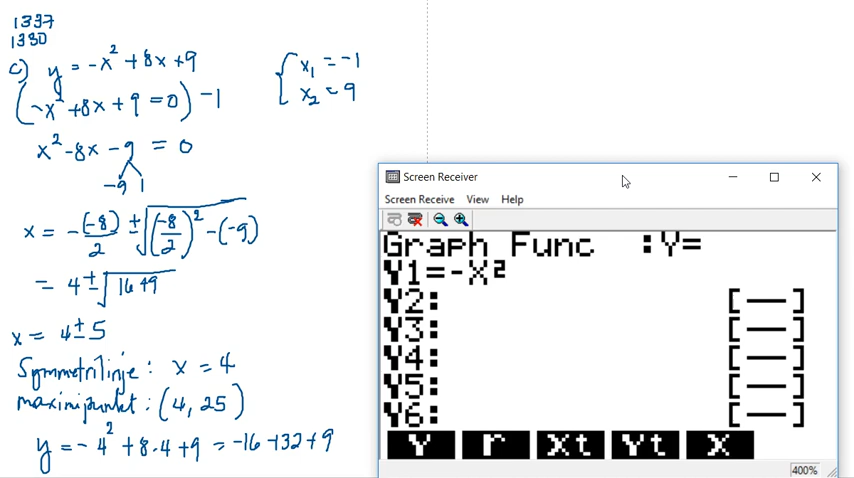 1337
1330
c) y = -x² + 8x + 9
(-x² + 8x + 9 = 0) -1
x² - 8x - 9 = 0
-9 1
x = -(-8)/2 ± √((-8/2)² - (-9))
= 4 ± √(16+9)
x = 4 ± 5
Symmetrilinje : x = 4
maximipunkt : (4, 25)
y = -4² + 8·4 + 9 = -16 + 32 + 9
{ x₁ = -1
x₂ = 9
Screen Receiver
Screen Receive View Help
Graph Func :Y=
Y1=-X²
Y2: [—]
Y3: [—]
Y4: [—]
Y5: [—]
Y6: [—]
Y r Xt Yt X
400%